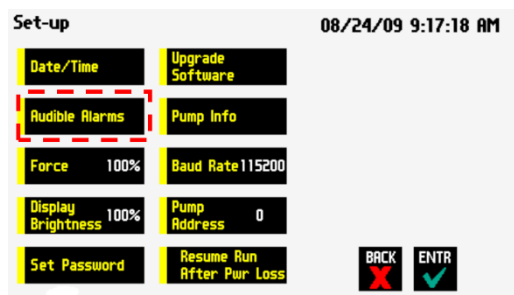 Set-up
08/24/09 9:17:18 AM
Date/Time
Upgrade
Software
Audible Alarms
Pump Info
Force 100%
Baud Rate 115200
Display
Brightness 100%
Pump
Address 0
Set Password
Resume Run
After Pwr Loss
BACK
ENTR